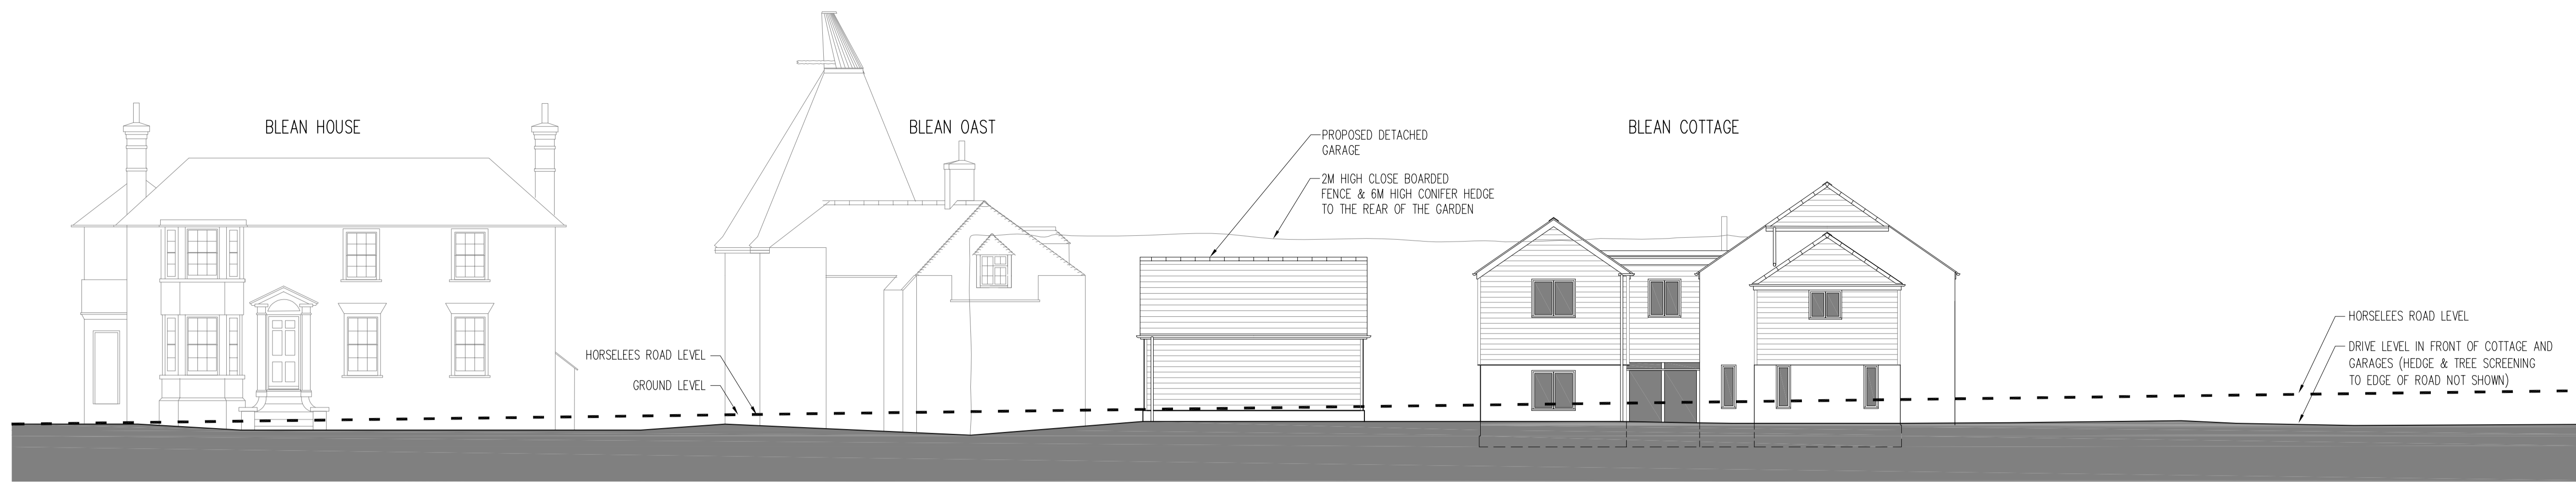 BLEAN HOUSE
BLEAN OAST
BLEAN COTTAGE
PROPOSED DETACHED
GARAGE
2M HIGH CLOSE BOARDED
FENCE & 6M HIGH CONIFER HEDGE
TO THE REAR OF THE GARDEN
HORSELEES ROAD LEVEL
GROUND LEVEL
HORSELEES ROAD LEVEL
DRIVE LEVEL IN FRONT OF COTTAGE AND
GARAGES (HEDGE & TREE SCREENING
TO EDGE OF ROAD NOT SHOWN)